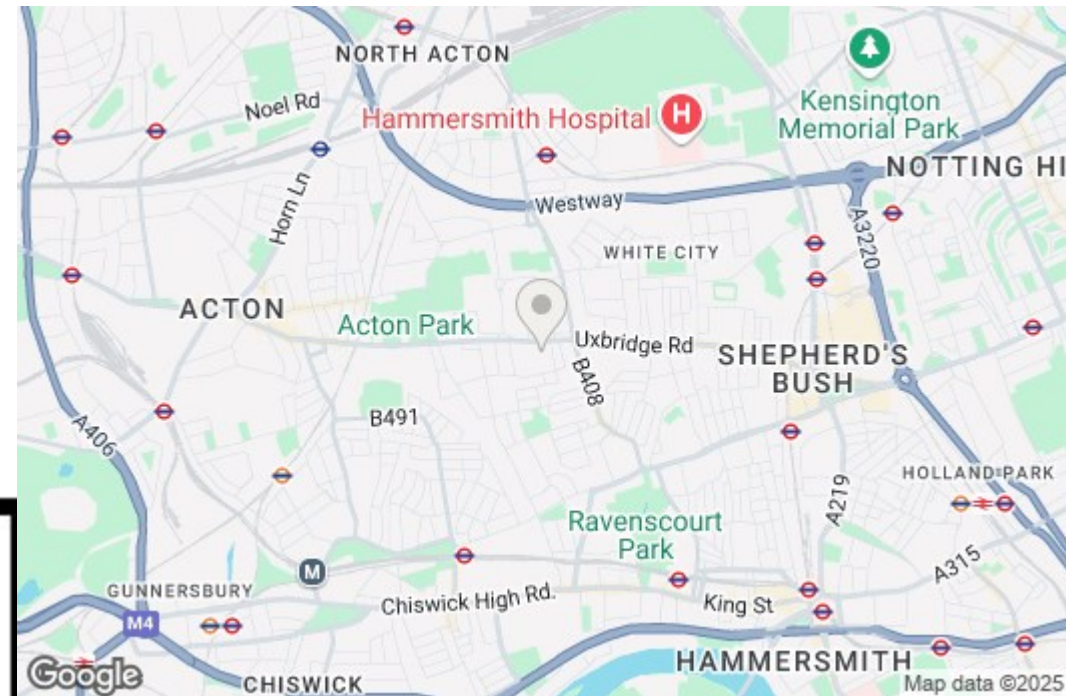 NORTH ACTON
Noel Rd
Hammersmith Hospital
H
Kensington
Memorial Park
NOTTING HI
Horn Ln
Westway
A3220
WHITE CITY
ACTON
Acton Park
Uxbridge Rd
SHEPHERD'S
BUSH
B408
B491
A406
HOLLAND PARK
A219
Ravenscourt
Park
A315
M
GUNNERSBURY
Chiswick High Rd.
King St
M4
HAMMERSMITH
Google
CHISWICK
Map data ©2025